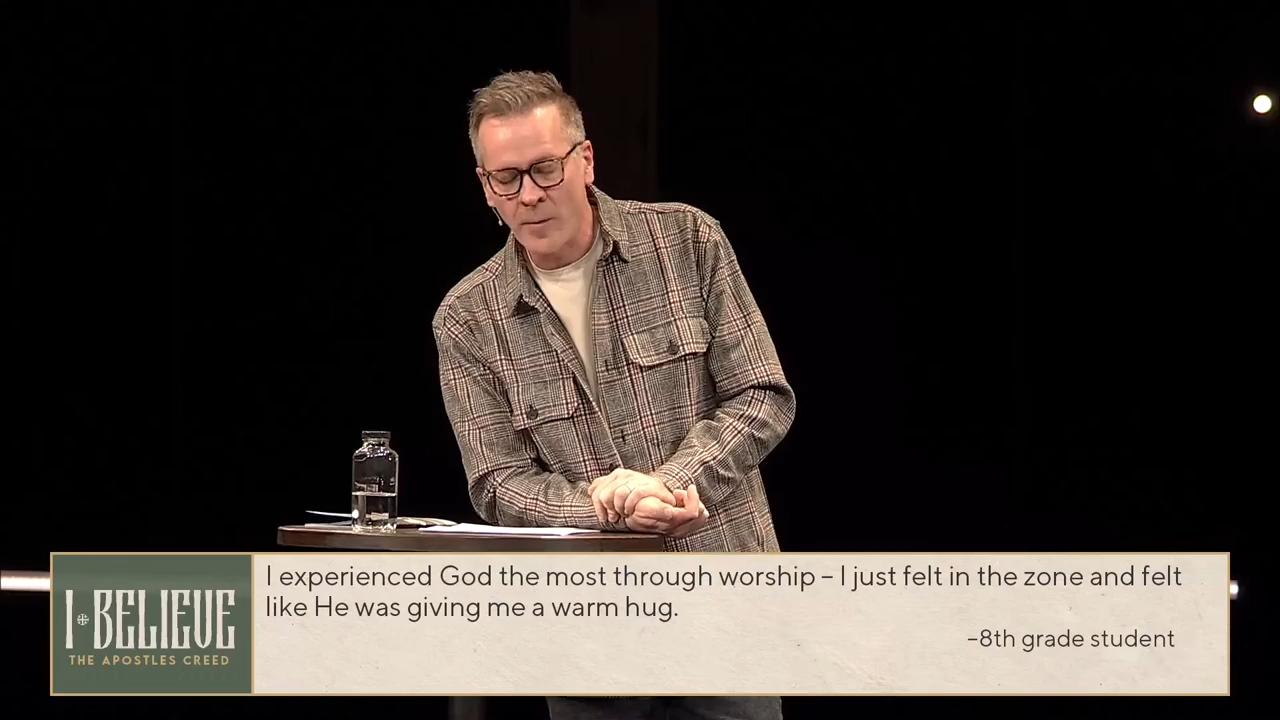 I BELIEVE
THE APOSTLES CREED
I experienced God the most through worship – I just felt in the zone and felt
like He was giving me a warm hug.
–8th grade student